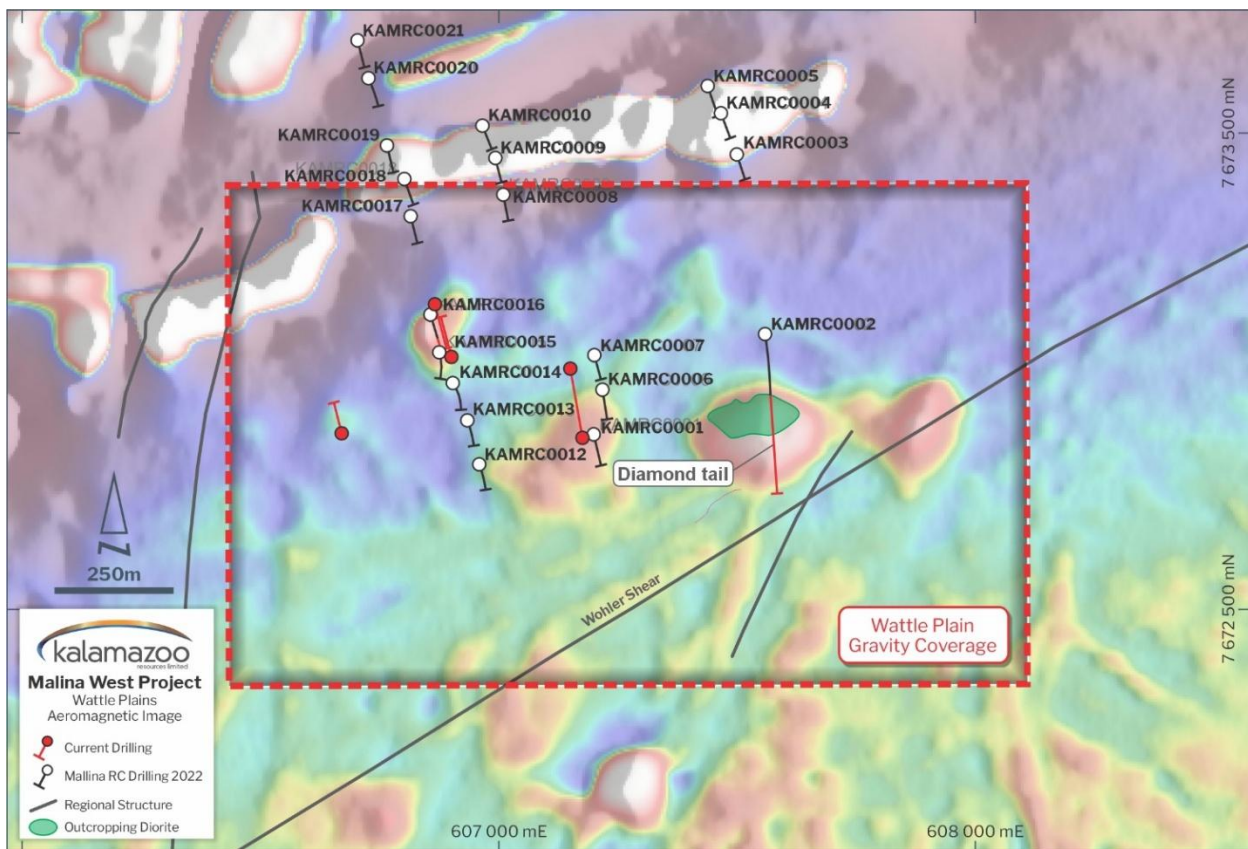 KAMRC0021
KAMRC0020
KAMRC0005
KAMRC0004
KAMRC0010
KAMRC0019
KAMRC0009
KAMRC0003
KAMRC0018
KAMRC0008
KAMRC0017
7 673 500 mN
KAMRC0016
KAMRC0002
KAMRC0015
KAMRC0007
KAMRC0014
KAMRC0006
KAMRC0013
KAMRC0001
KAMRC0012
Diamond tail
N
250m
Wohler Shear
Wattle Plain
Gravity Coverage
7 672 500 mN
kalamazoo
resources limited
Malina West Project
Wattle Plains
Aeromagnetic Image
Current Drilling
Mallina RC Drilling 2022
Regional Structure
Outcropping Diorite
607 000 mE
608 000 mE